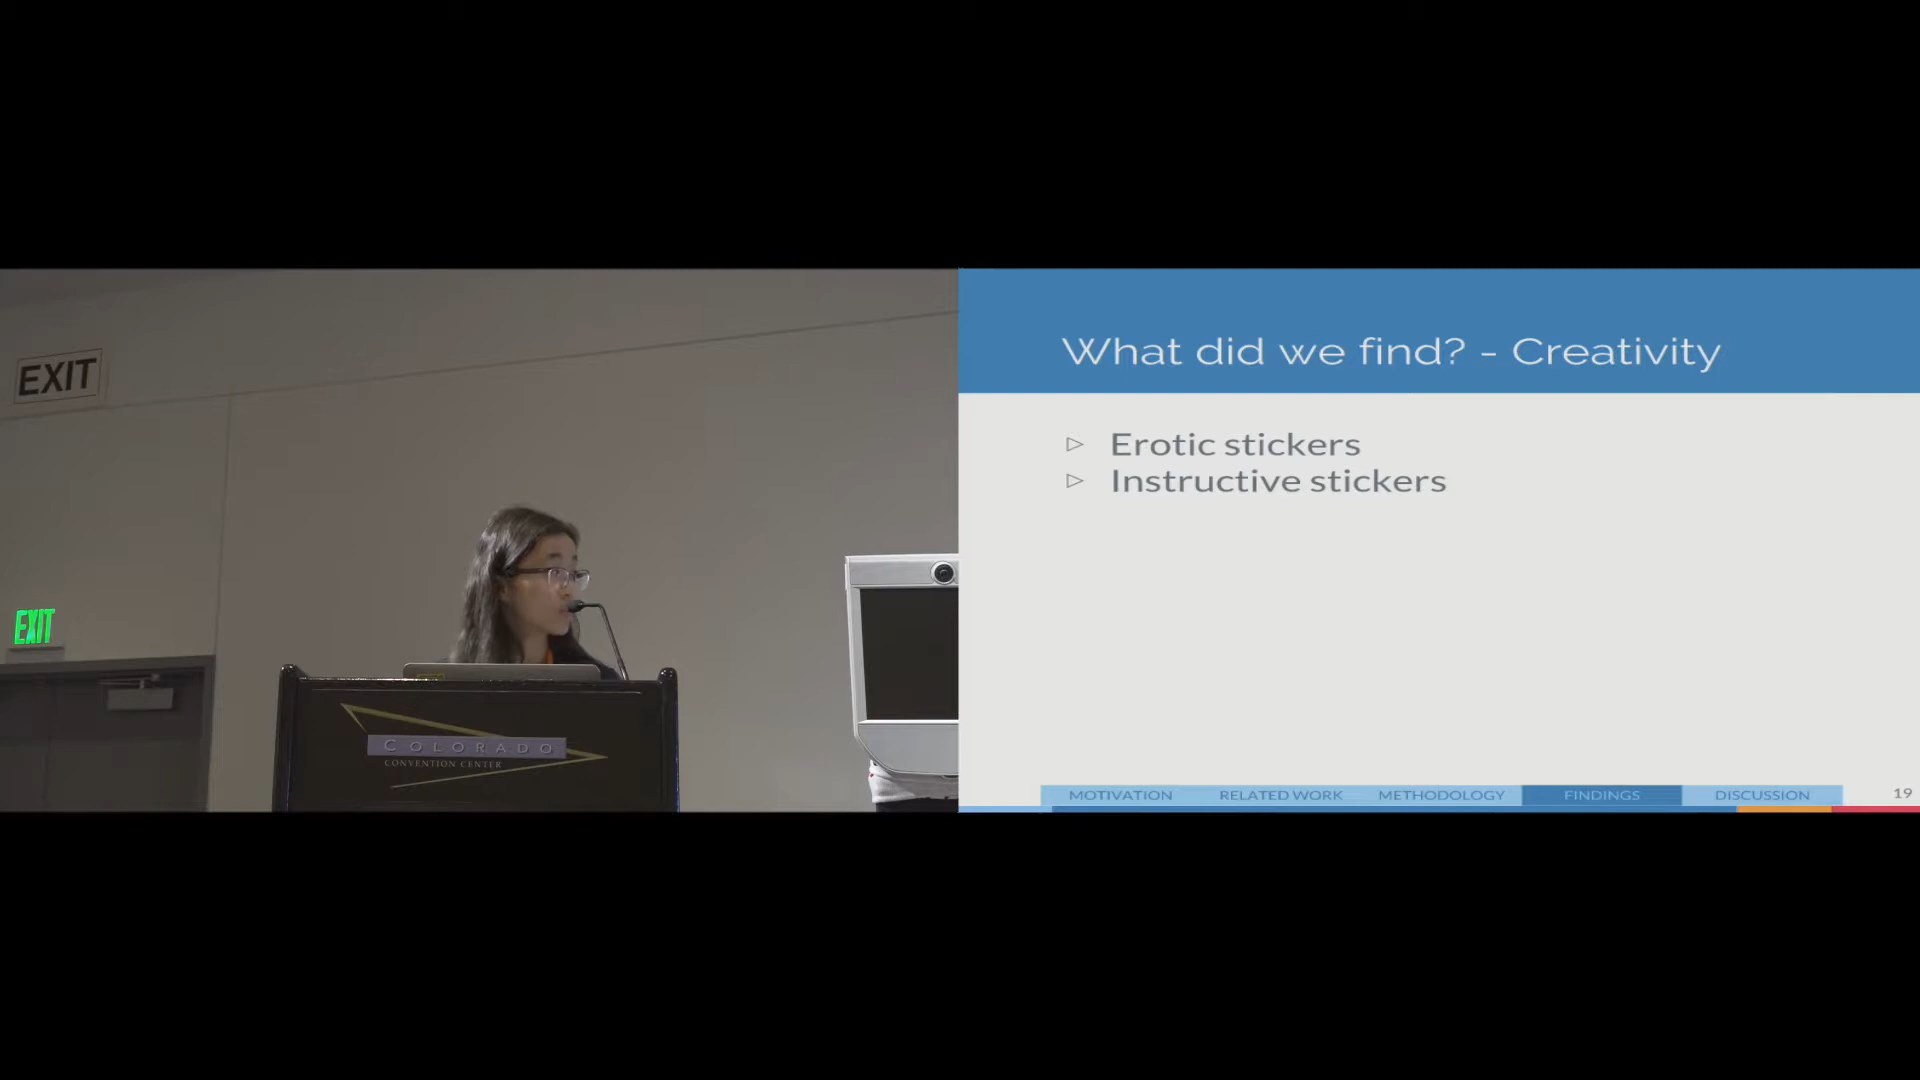 EXIT
EXIT
COLORADO
CONVENTION CENTER
What did we find? - Creativity
▷ Erotic stickers
▷ Instructive stickers
MOTIVATION RELATED WORK METHODOLOGY FINDINGS DISCUSSION 19